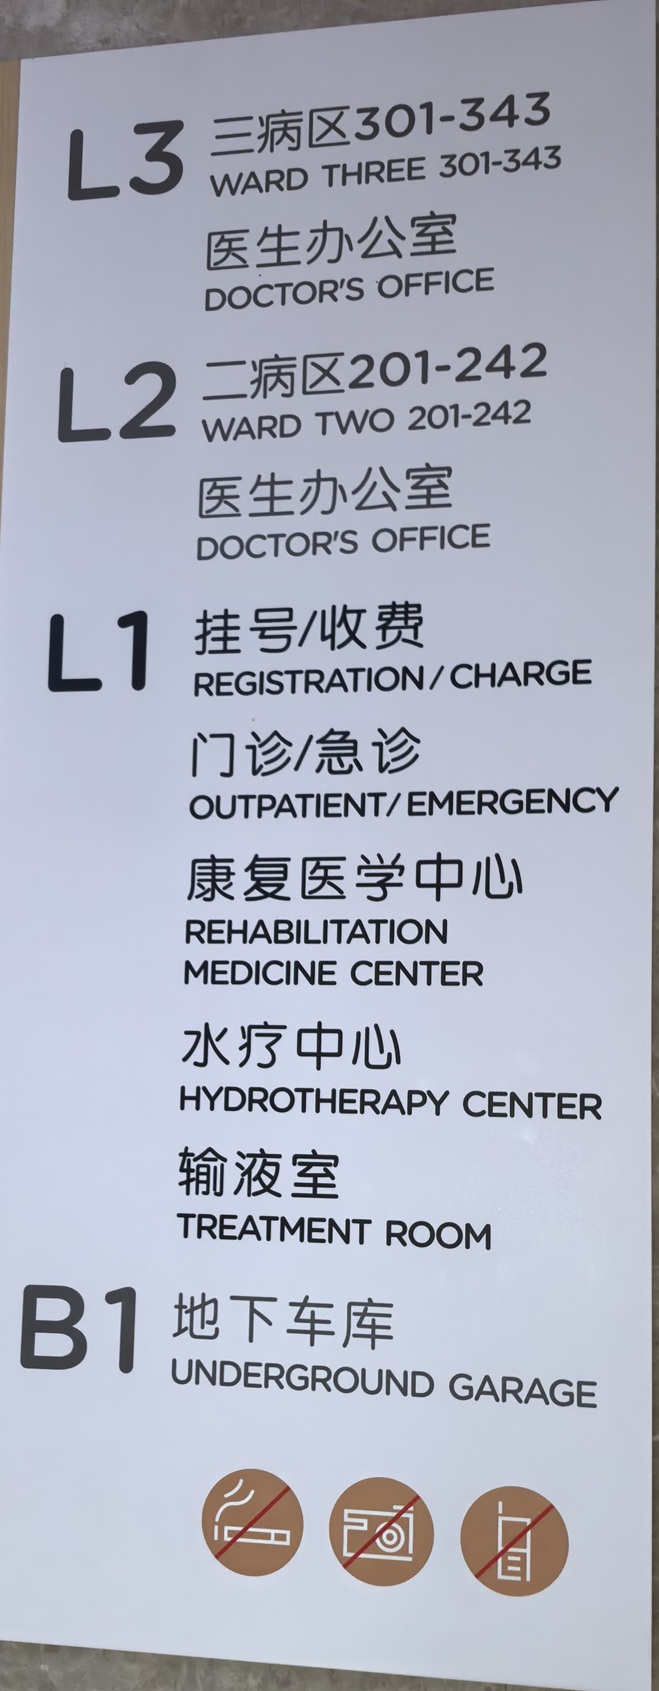 L3 三病区301-343
WARD THREE 301-343
医生办公室
DOCTOR'S OFFICE
L2 二病区201-242
WARD TWO 201-242
医生办公室
DOCTOR'S OFFICE
L1 挂号/收费
REGISTRATION/CHARGE
门诊/急诊
OUTPATIENT/EMERGENCY
康复医学中心
REHABILITATION
MEDICINE CENTER
水疗中心
HYDROTHERAPY CENTER
输液室
TREATMENT ROOM
B1 地下车库
UNDERGROUND GARAGE